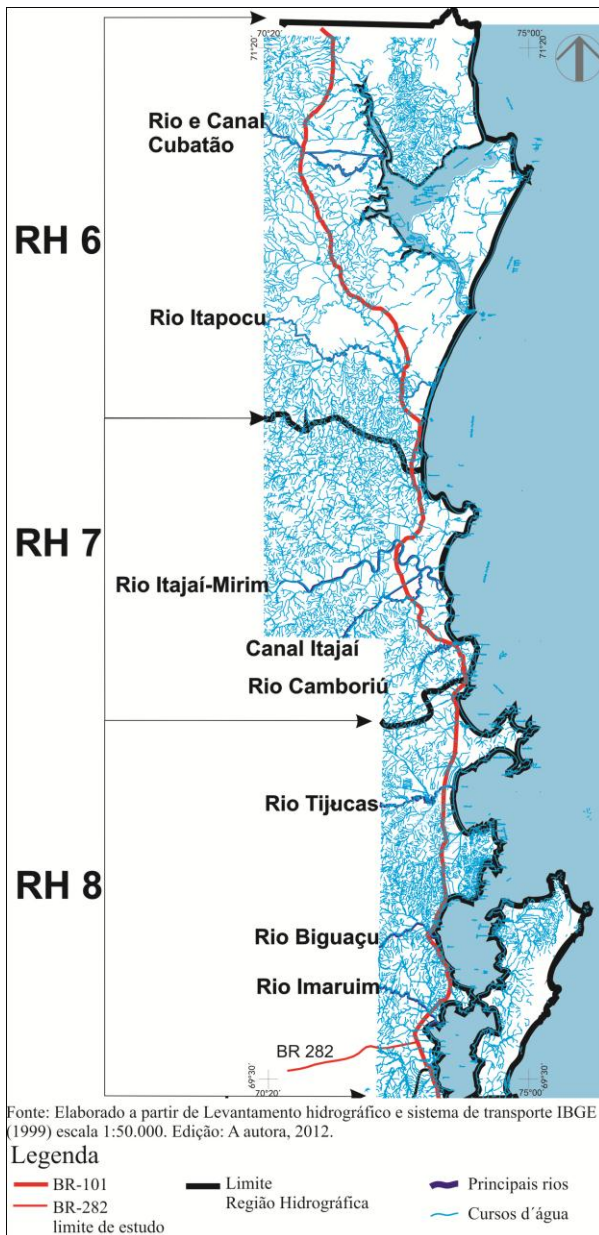 70°20'
71°20'
75°00'
71°20
Rio e Canal
Cubatão
RH 6
Rio Itapocu
RH 7
Rio Itajaí-Mirim
Canal Itajaí
Rio Camboriú
Rio Tijucas
RH 8
Rio Biguaçu
Rio Imaruim
BR 282
69°30'
70°20
69°30'
75°00'
Fonte: Elaborado a partir de Levantamento hidrográfico e sistema de transporte IBGE
(1999) escala 1:50.000. Edição: A autora, 2012.
Legenda
BR-101
BR-282
limite de estudo
Limite
Região Hidrográfica
Principais rios
Cursos d´água